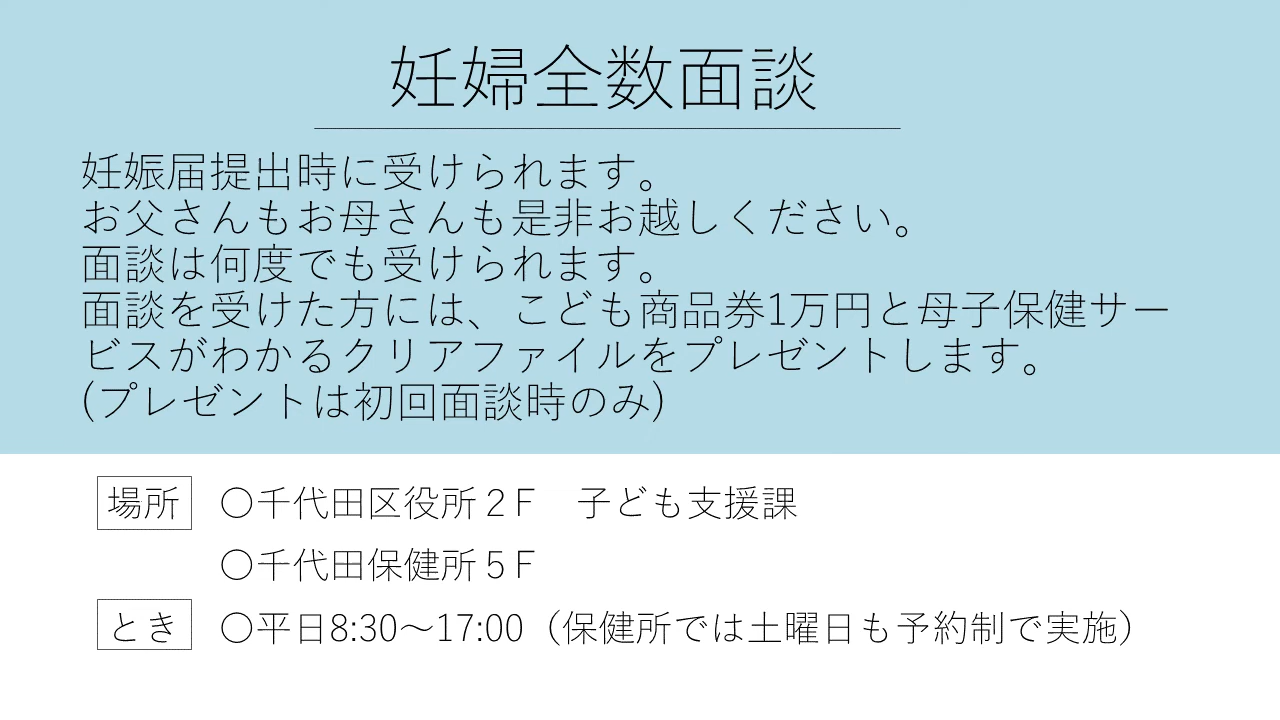 妊婦全数面談
妊娠届提出時に受けられます。
お父さんもお母さんも是非お越しください。
面談は何度でも受けられます。
面談を受けた方には、こども商品券1万円と母子保健サー
ビスがわかるクリアファイルをプレゼントします。
(プレゼントは初回面談時のみ)
場所 〇千代田区役所２F　子ども支援課
〇千代田保健所５F
とき 〇平日8:30～17:00（保健所では土曜日も予約制で実施）